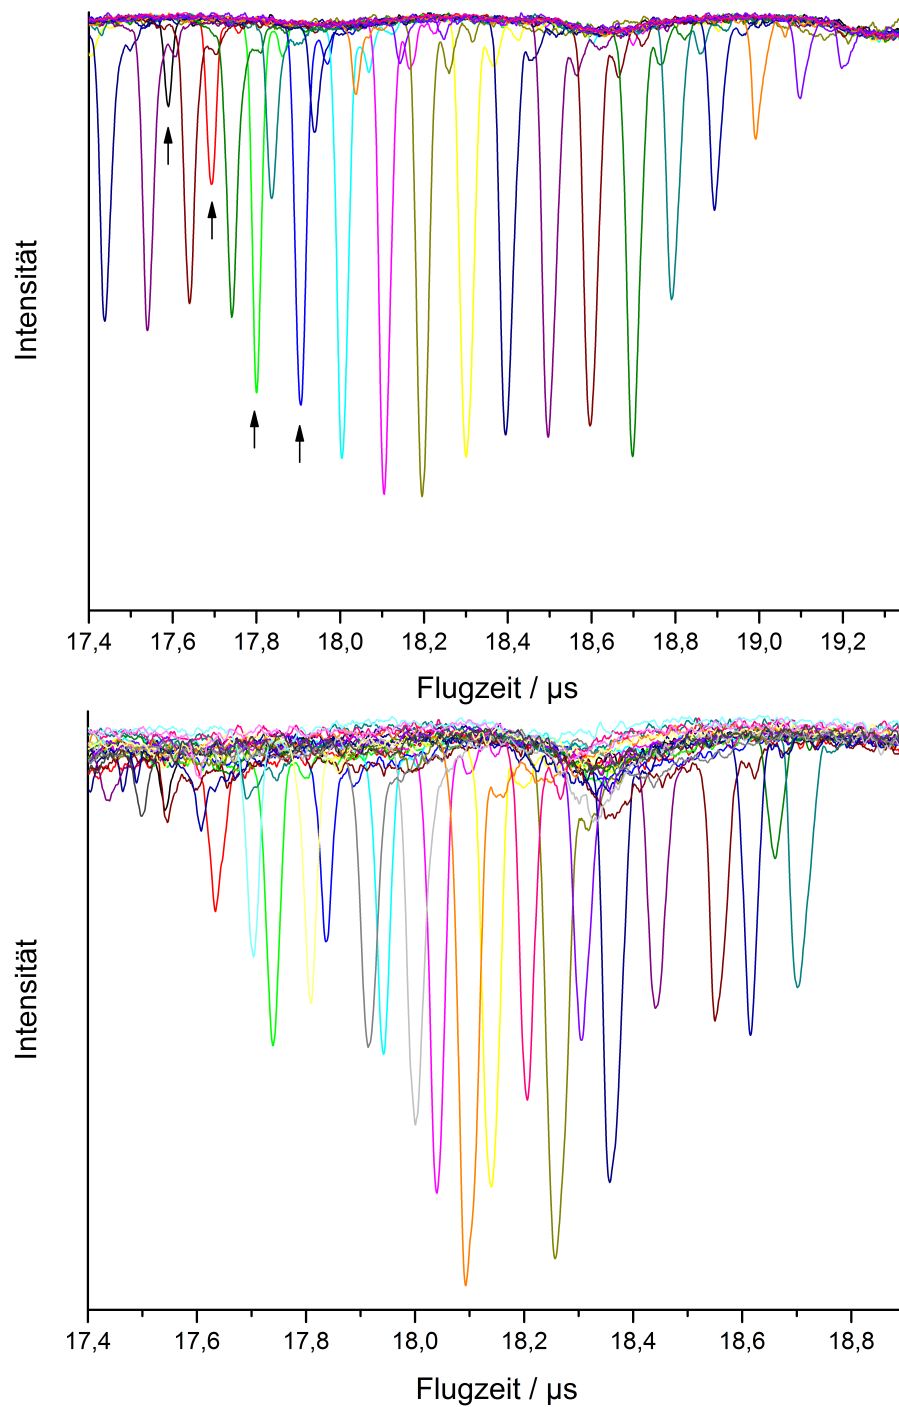 Intensität
17,4 17,6 17,8 18,0 18,2 18,4 18,6 18,8 19,0 19,2
Flugzeit / µs
Intensität
17,4 17,6 17,8 18,0 18,2 18,4 18,6 18,8
Flugzeit / µs